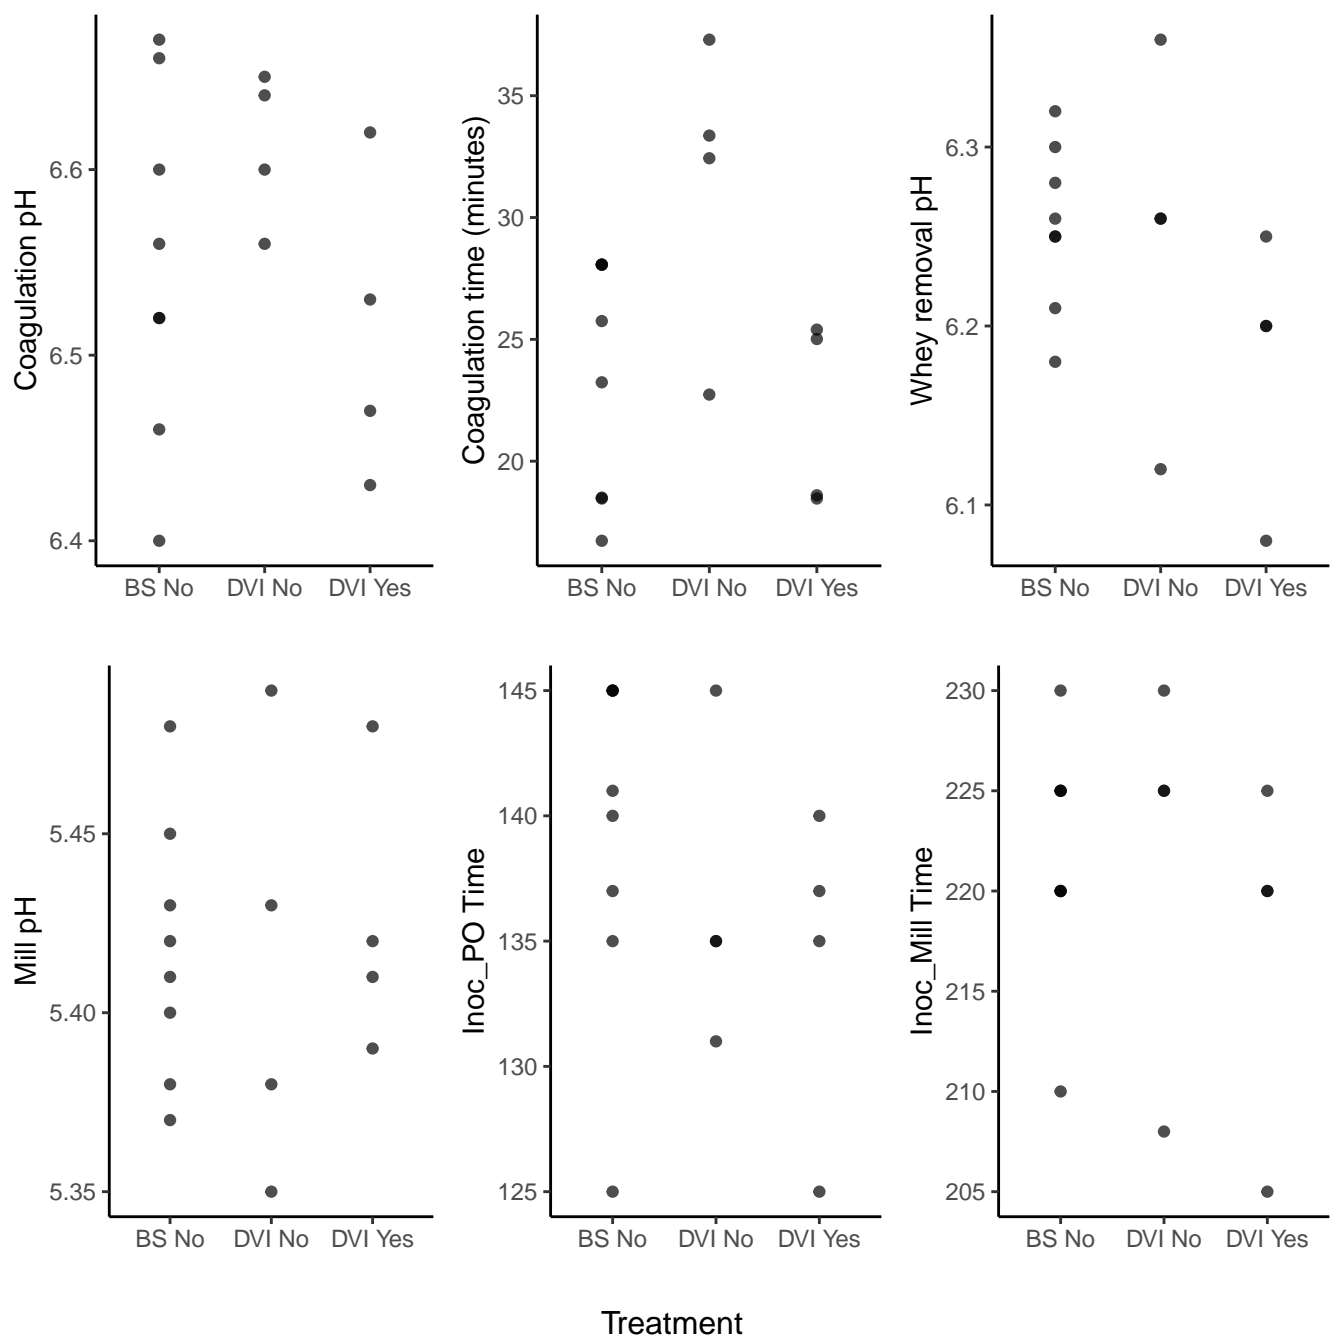 Coagulation pH
6.6
6.5
6.4
BS No DVI No DVI Yes
Coagulation time (minutes)
35
30
25
20
BS No DVI No DVI Yes
Whey removal pH
6.3
6.2
6.1
BS No DVI No DVI Yes
Mill pH
5.45
5.40
5.35
BS No DVI No DVI Yes
Inoc_PO Time
145
140
135
130
125
BS No DVI No DVI Yes
Inoc_Mill Time
230
225
220
215
210
205
BS No DVI No DVI Yes
Treatment